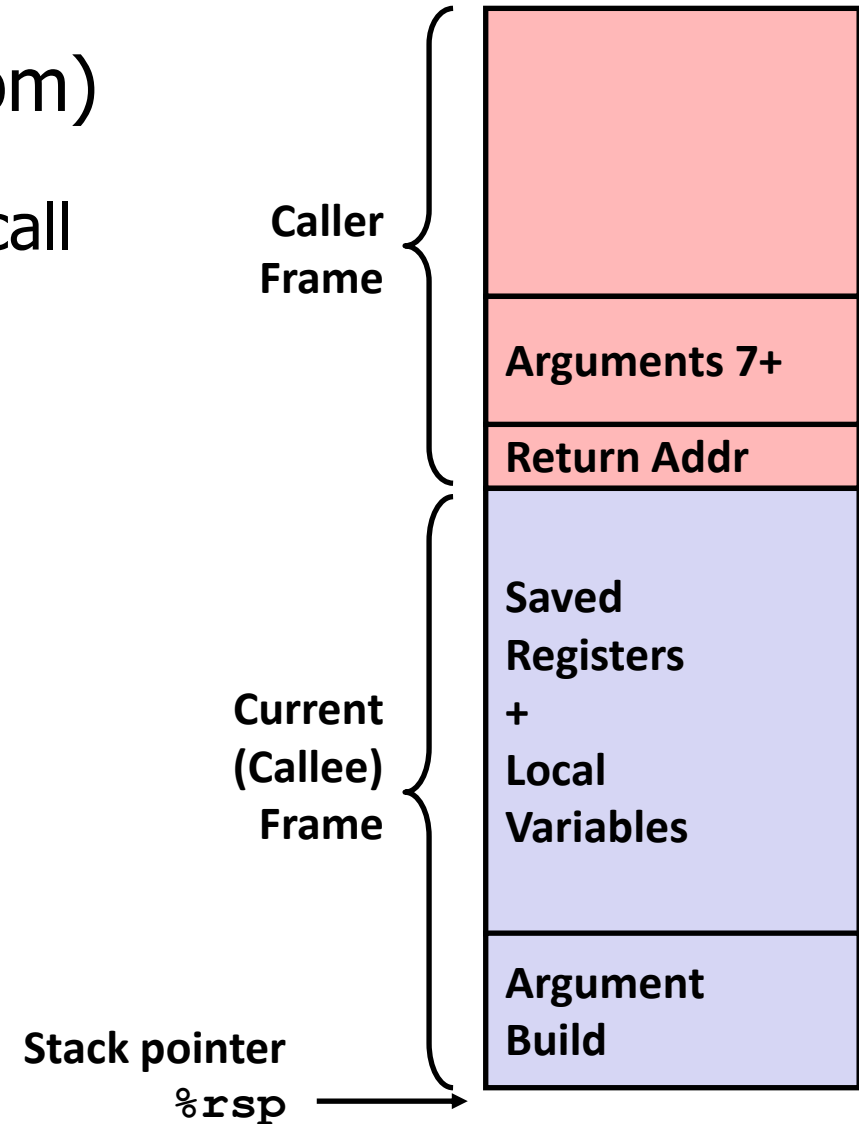 om)
call
Caller
Frame
Arguments 7+
Return Addr
Saved
Registers
+
Local
Variables
Current
(Callee)
Frame
Argument
Build
Stack pointer
%rsp